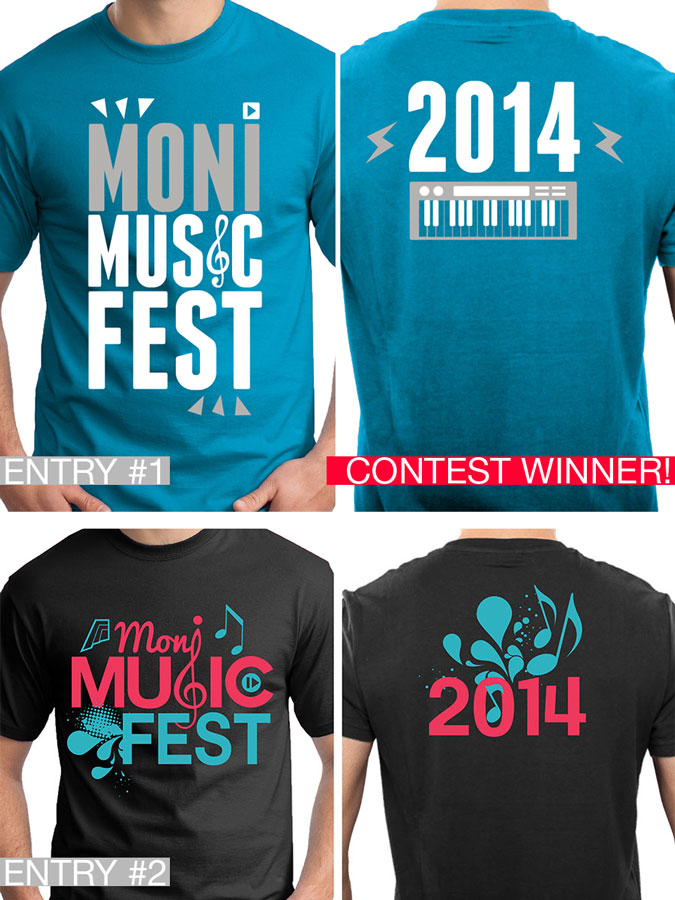 MONi
MUSIC
FEST
2014
ENTRY #1
CONTEST WINNER!
Moni
MUSIC
FEST
2014
ENTRY #2